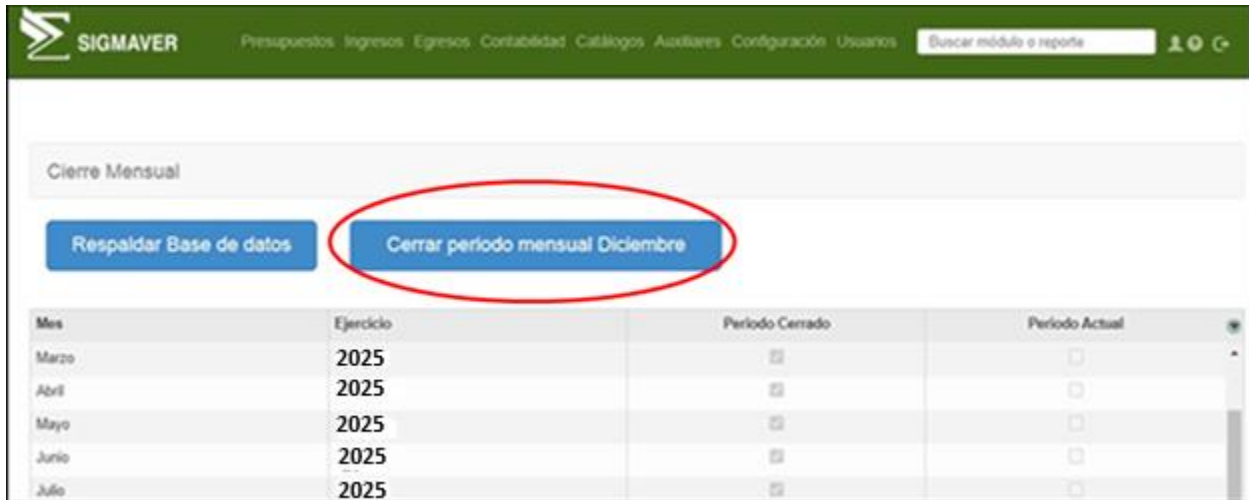 SIGMAVER Presupuestos Ingresos Egresos Contabilidad Catálogos Auxiliares Configuración Usuarios Buscar módulo o reporte
Cierre Mensual
Respaldar Base de datos Cerrar periodo mensual Diciembre
Mes Ejercicio Periodo Cerrado Periodo Actual
Marzo 2025
Abril 2025
Mayo 2025
Junio 2025
Julio 2025